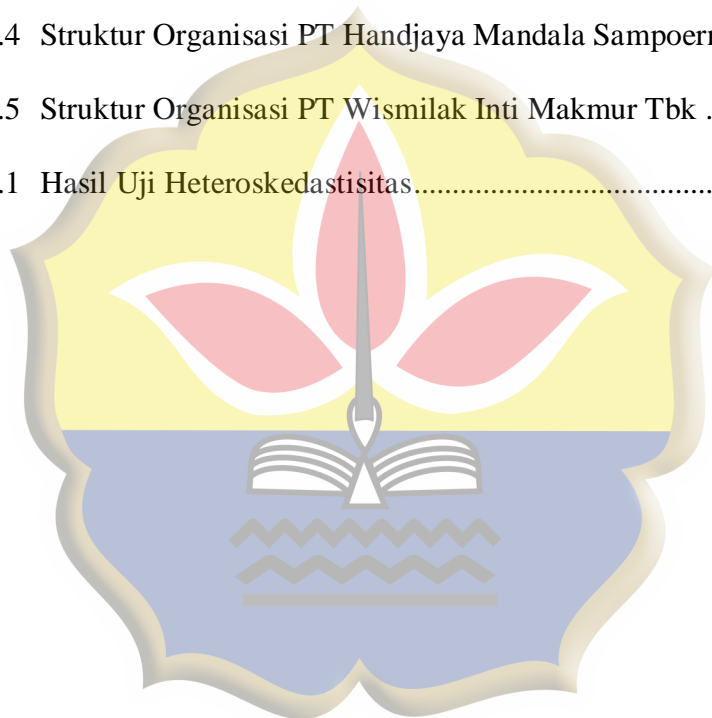 .4 Struktur Organisasi PT Handjaya Mandala Sampoern
.5 Struktur Organisasi PT Wismilak Inti Makmur Tbk .
.1 Hasil Uji Heteroskedastisitas.......................................